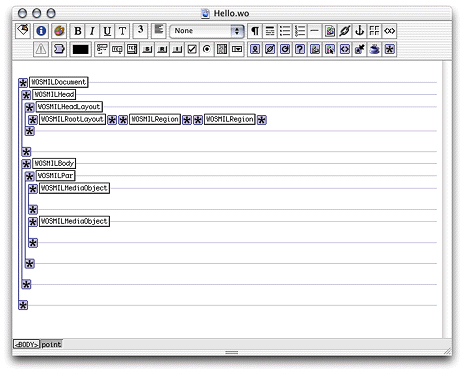 Hello.wo
B I U T 3 None
WOSMILDocument
WOSMILHead
WOSMILHeadLayout
WOSMILRootLayout WOSMILRegion WOSMILRegion
WOSMILBody
WOSMILPar
WOSMILMediaObject
WOSMILMediaObject
<BODY> point